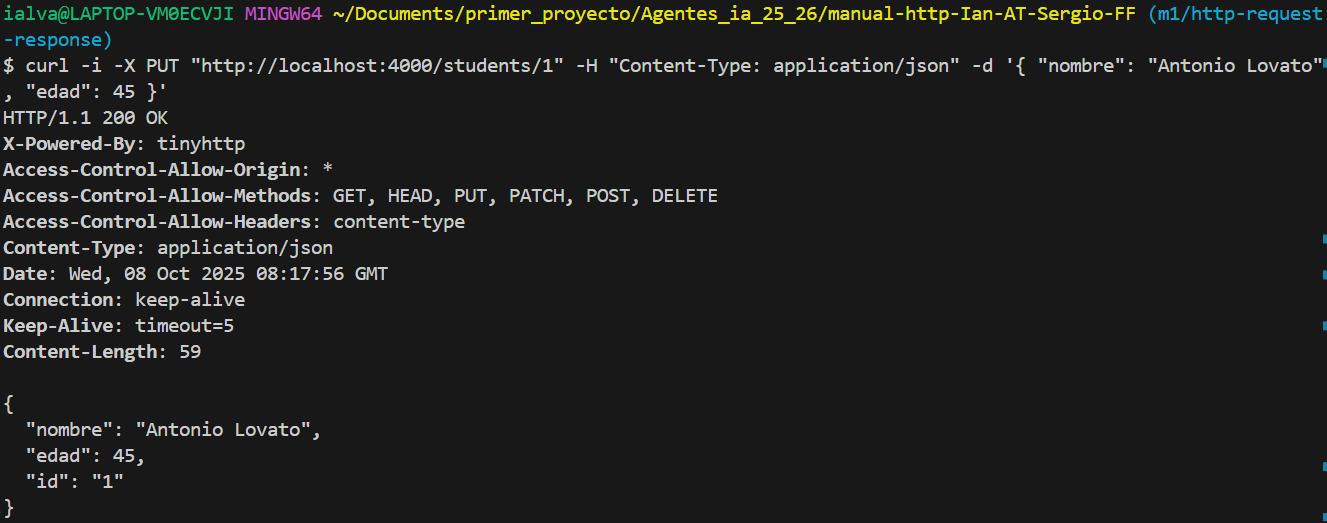 ialva@LAPTOP-VM0ECVJI MINGW64 ~/Documents/primer_proyecto/Agentes_ia_25_26/manual-http-Ian-AT-Sergio-FF (m1/http-request
-response)
$ curl -i -X PUT "http://localhost:4000/students/1" -H "Content-Type: application/json" -d '{ "nombre": "Antonio Lovato"
, "edad": 45 }'
HTTP/1.1 200 OK
X-Powered-By: tinyhttp
Access-Control-Allow-Origin: *
Access-Control-Allow-Methods: GET, HEAD, PUT, PATCH, POST, DELETE
Access-Control-Allow-Headers: content-type
Content-Type: application/json
Date: Wed, 08 Oct 2025 08:17:56 GMT
Connection: keep-alive
Keep-Alive: timeout=5
Content-Length: 59

{
  "nombre": "Antonio Lovato",
  "edad": 45,
  "id": "1"
}